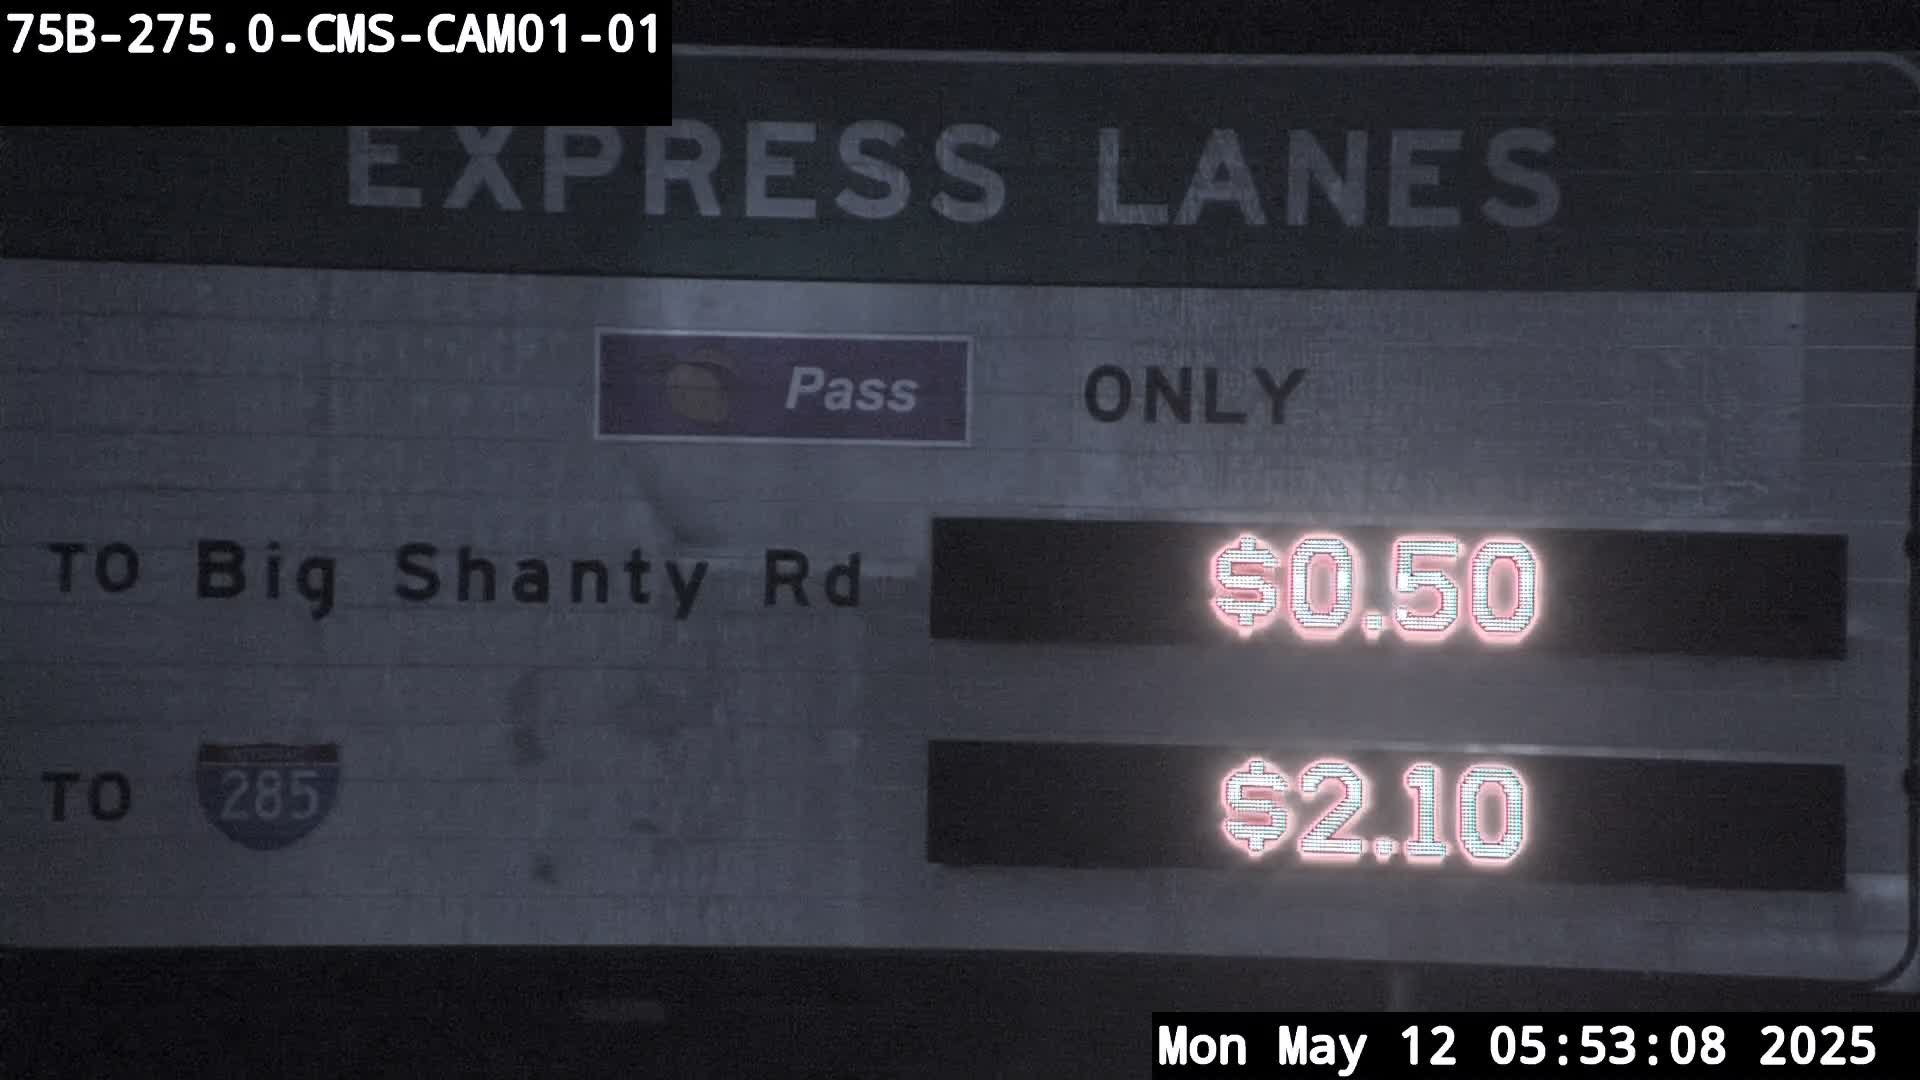 75B-275.0-CMS-CAM01-01
EXPRESS LANES
Pass ONLY
TO Big Shanty Rd $0.50
TO 285 $2.10
Mon May 12 05:53:08 2025